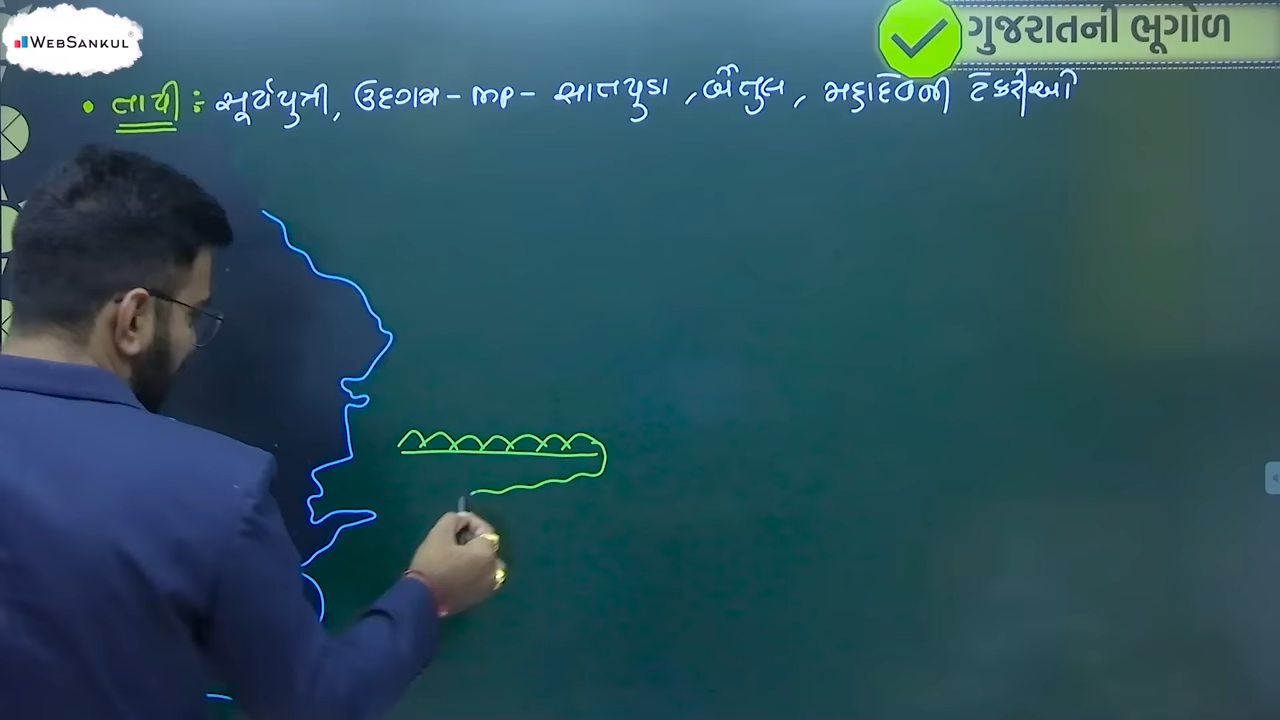 WEBSANKUL®
ગુજરાતની ભૂગોળ
• તાપી : સૂર્યપુત્રી, ઉદગમ - MP - સાતપુડા, બૈતુલ, મહાદેવની ટેકરીઓ